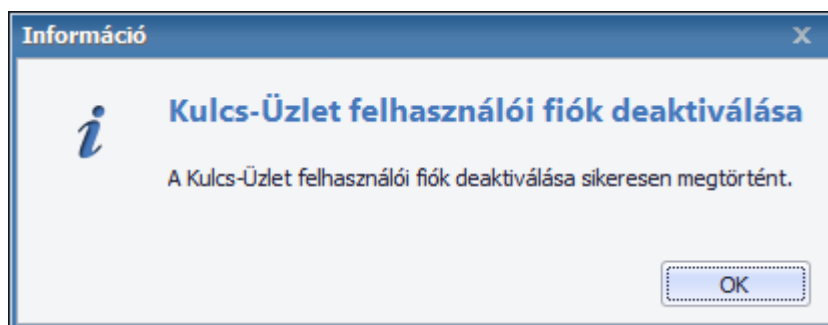 Információ
Kulcs-Üzlet felhasználói fiók deaktiválása
A Kulcs-Üzlet felhasználói fiók deaktiválása sikeresen megtörtént.
OK